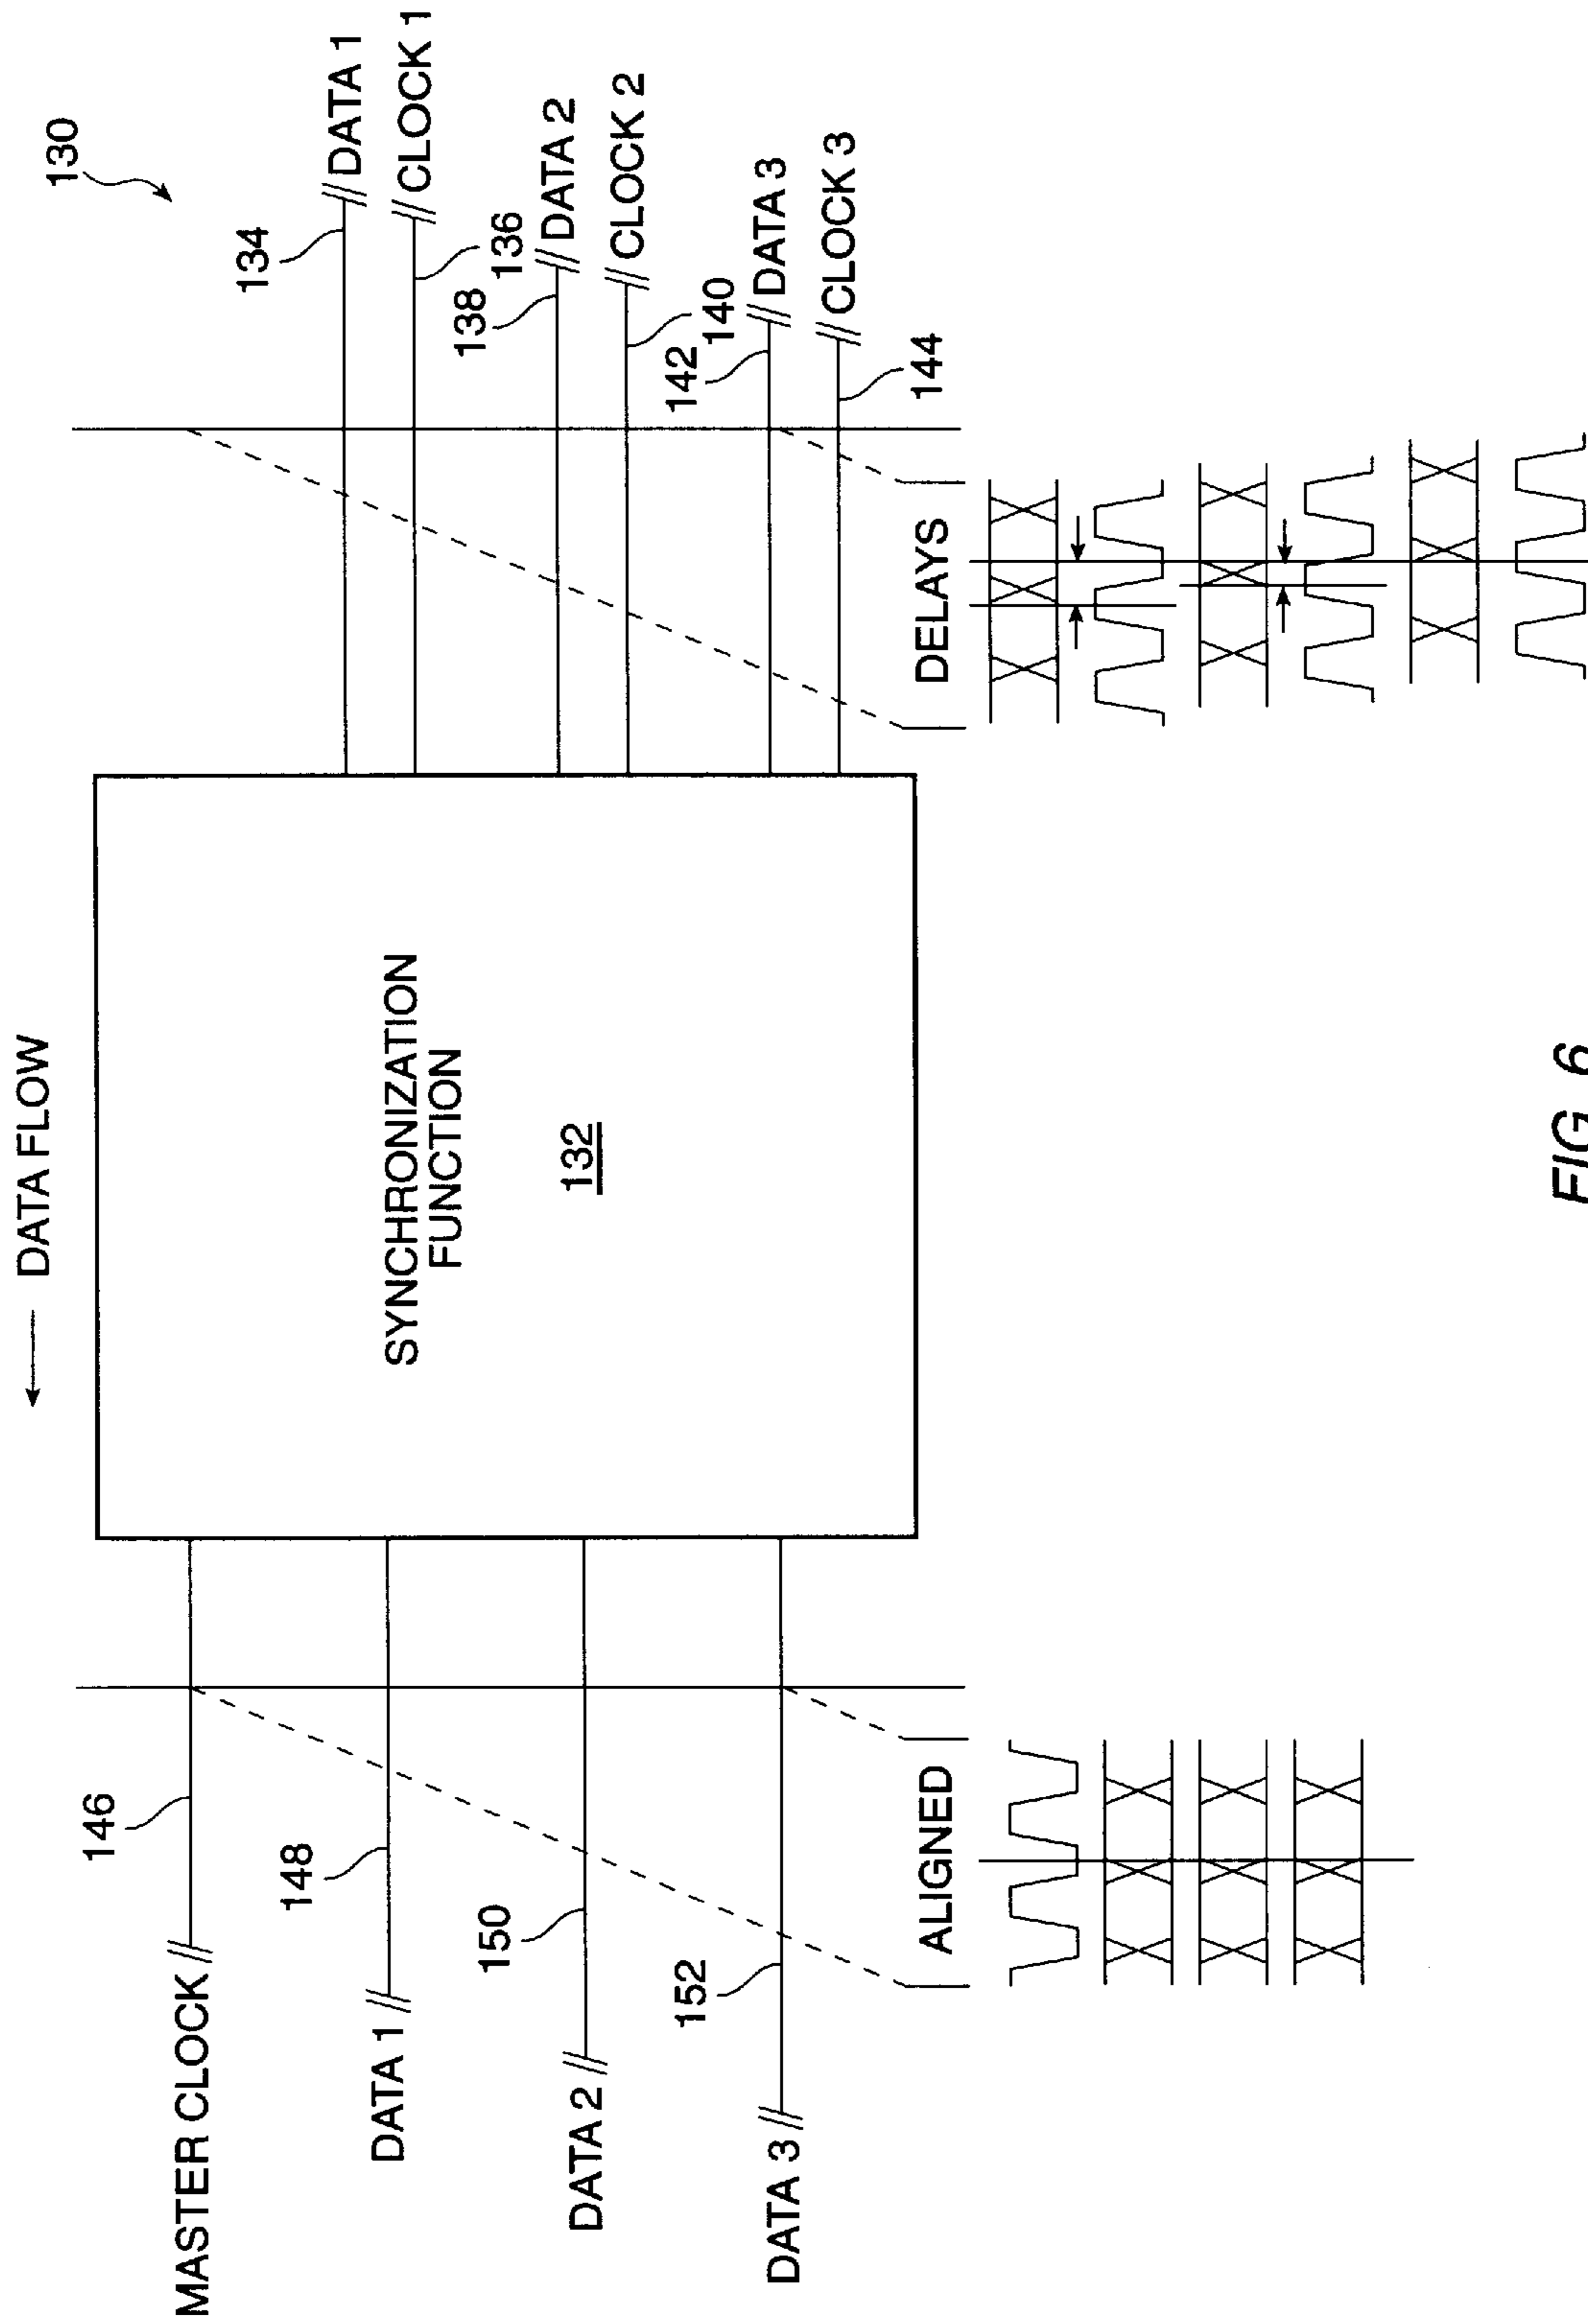 ← DATA FLOW
130
MASTER CLOCK
146
DATA 1
148
DATA 2
150
DATA 3
152
SYNCHRONIZATION
FUNCTION
132
134
DATA 1
CLOCK 1
136
138
DATA 2
CLOCK 2
140
142
DATA 3
CLOCK 3
144
ALIGNED
DELAYS
FIG. 6